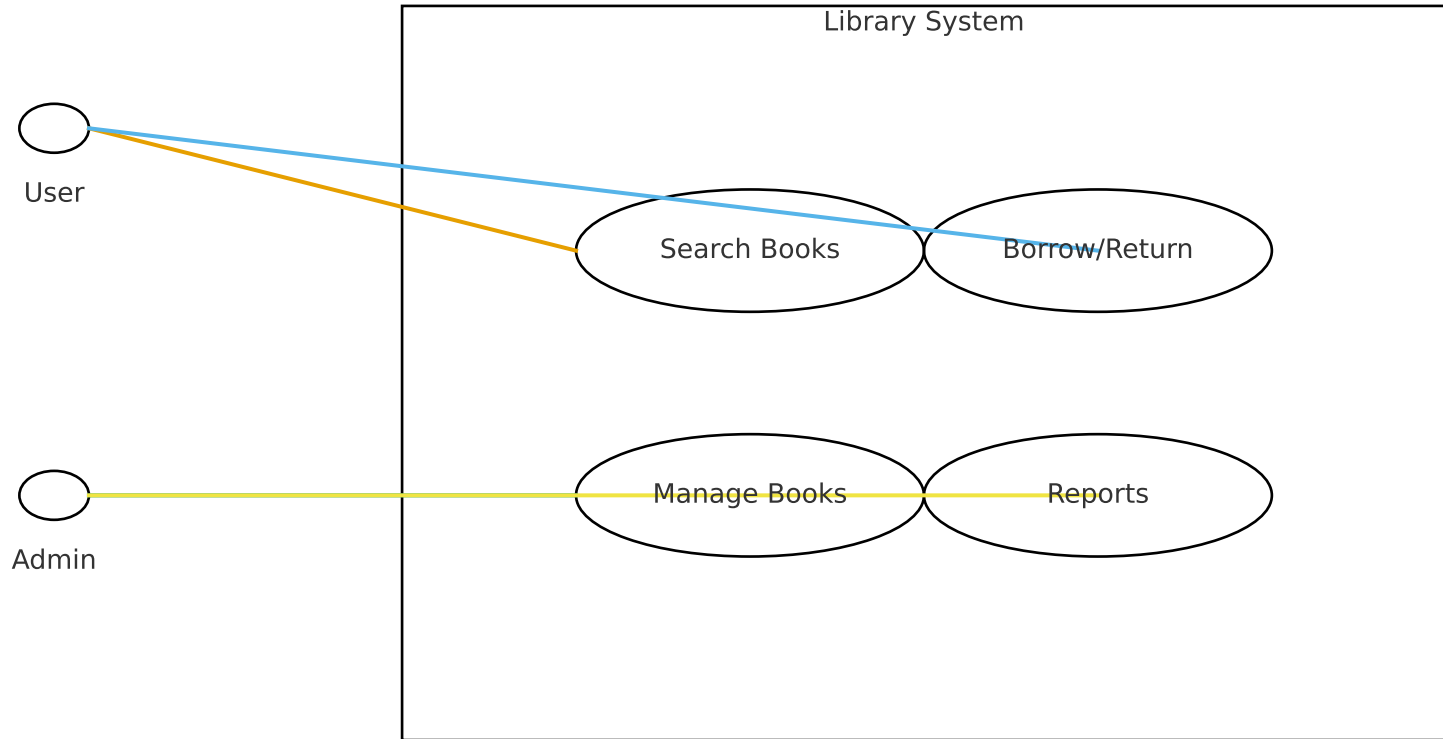 Library System
User
Search Books
Borrow/Return
Manage Books
Reports
Admin